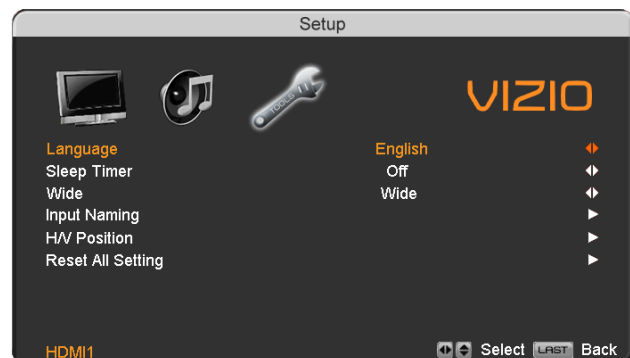 Setup
TOOLS
VIZIO
Language English
Sleep Timer Off
Wide Wide
Input Naming
H/V Position
Reset All Setting
HDMI1 Select LAST Back